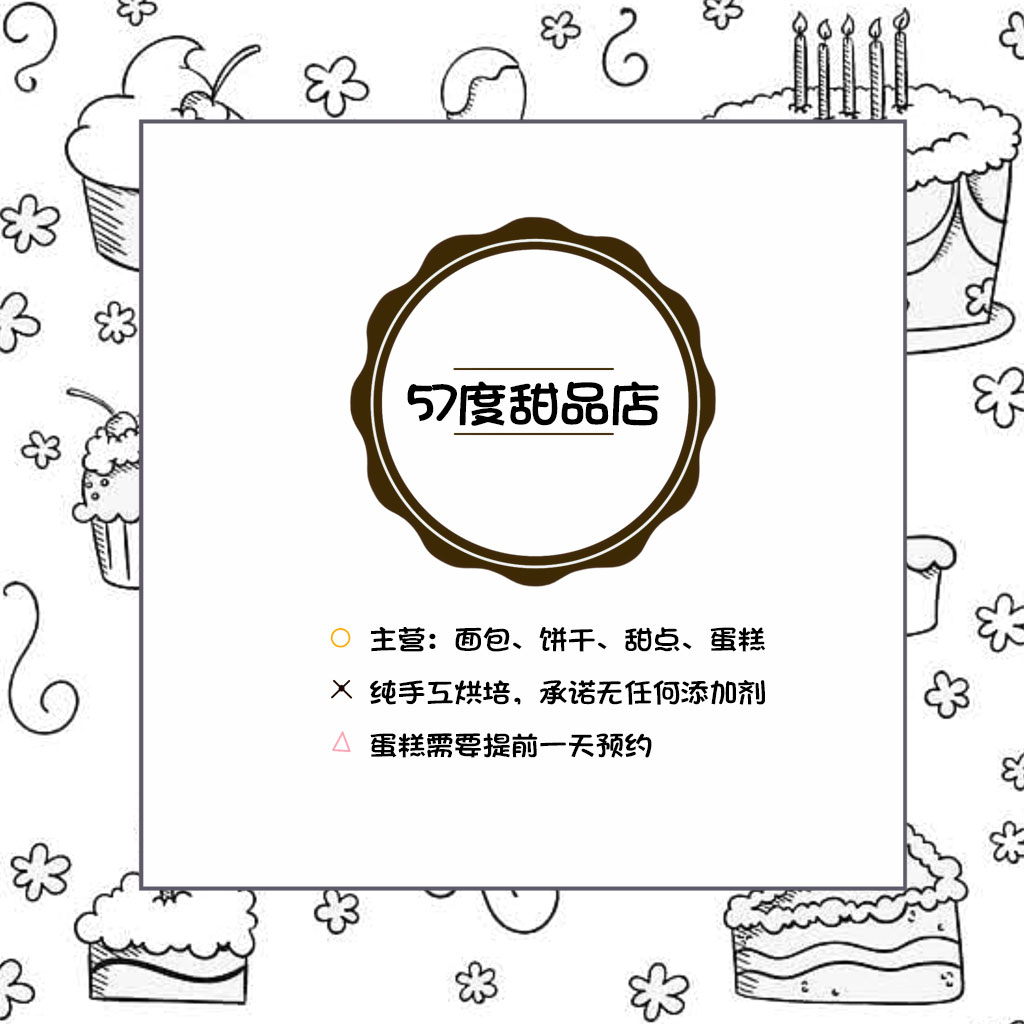 57度甜品店
主营：面包、饼干、甜点、蛋糕
纯手互烘培，承诺无任何添加剂
蛋糕需要提前一天预约